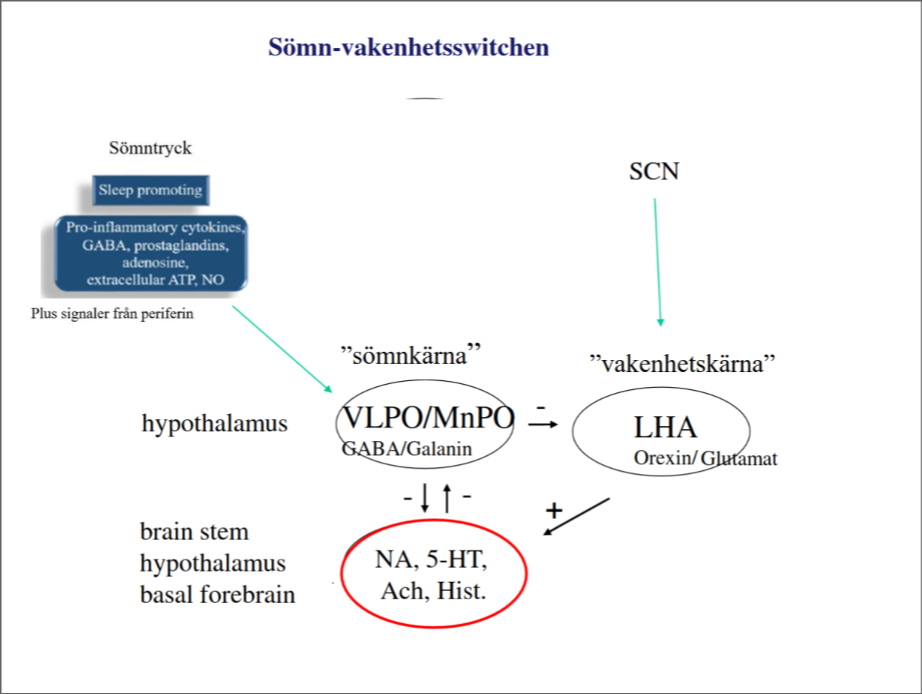 Sömn-vakenhetsswitchen
Sömntryck
Sleep promoting
Pro-inflammatory cytokines,
GABA, prostaglandins,
adenosine,
extracellular ATP, NO
Plus signaler från periferin
SCN
”sömnkärna”
”vakenhetskärna”
hypothalamus
VLPO/MnPO
GABA/Galanin
-
LHA
Orexin/ Glutamat
- -
+
brain stem
hypothalamus
basal forebrain
NA, 5-HT,
Ach, Hist.